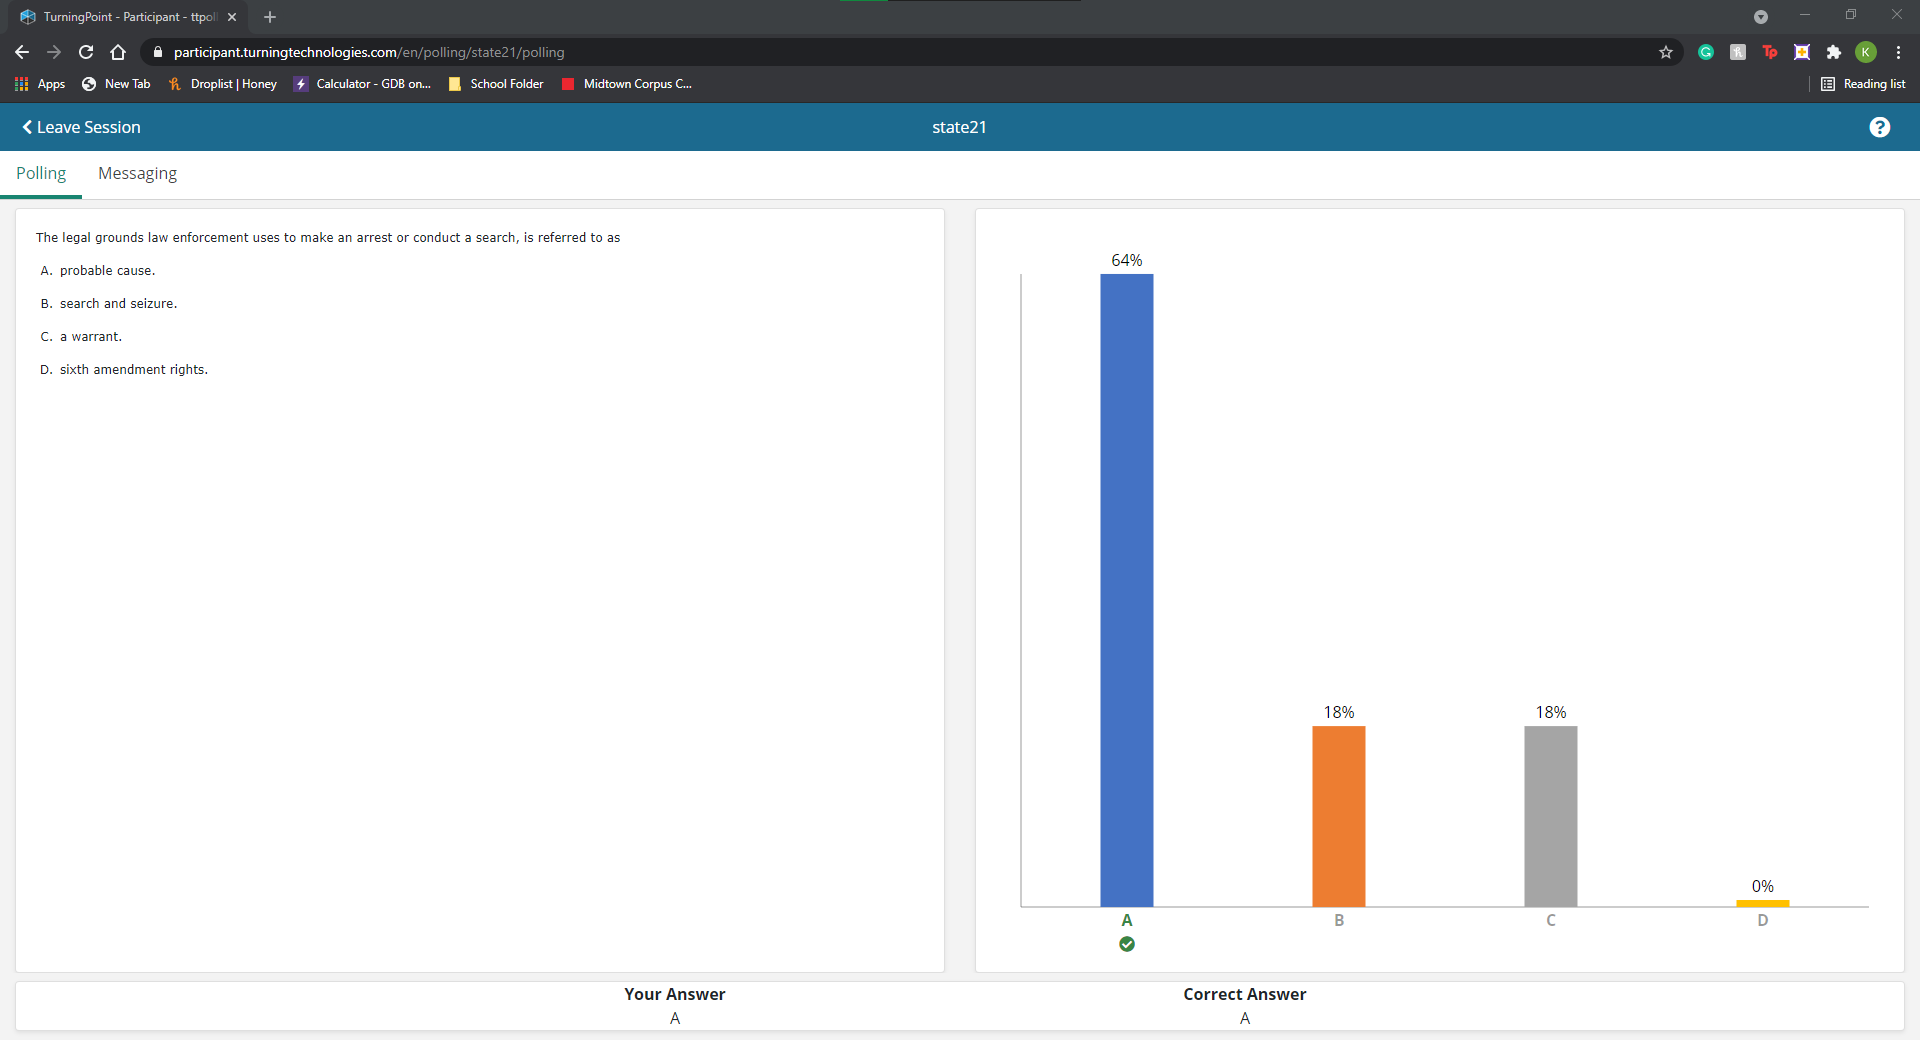 TurningPoint - Participant - ttpoll
participant.turningtechnologies.com/en/polling/state21/polling
G
Tp
K
Apps
New Tab
Droplist | Honey
Calculator - GDB on...
School Folder
Midtown Corpus C...
Reading list
Leave Session
state21
?
Polling
Messaging
The legal grounds law enforcement uses to make an arrest or conduct a search, is referred to as
A. probable cause.
B. search and seizure.
C. a warrant.
D. sixth amendment rights.
64%
18%
18%
0%
A
B
C
D
Your Answer
A
Correct Answer
A